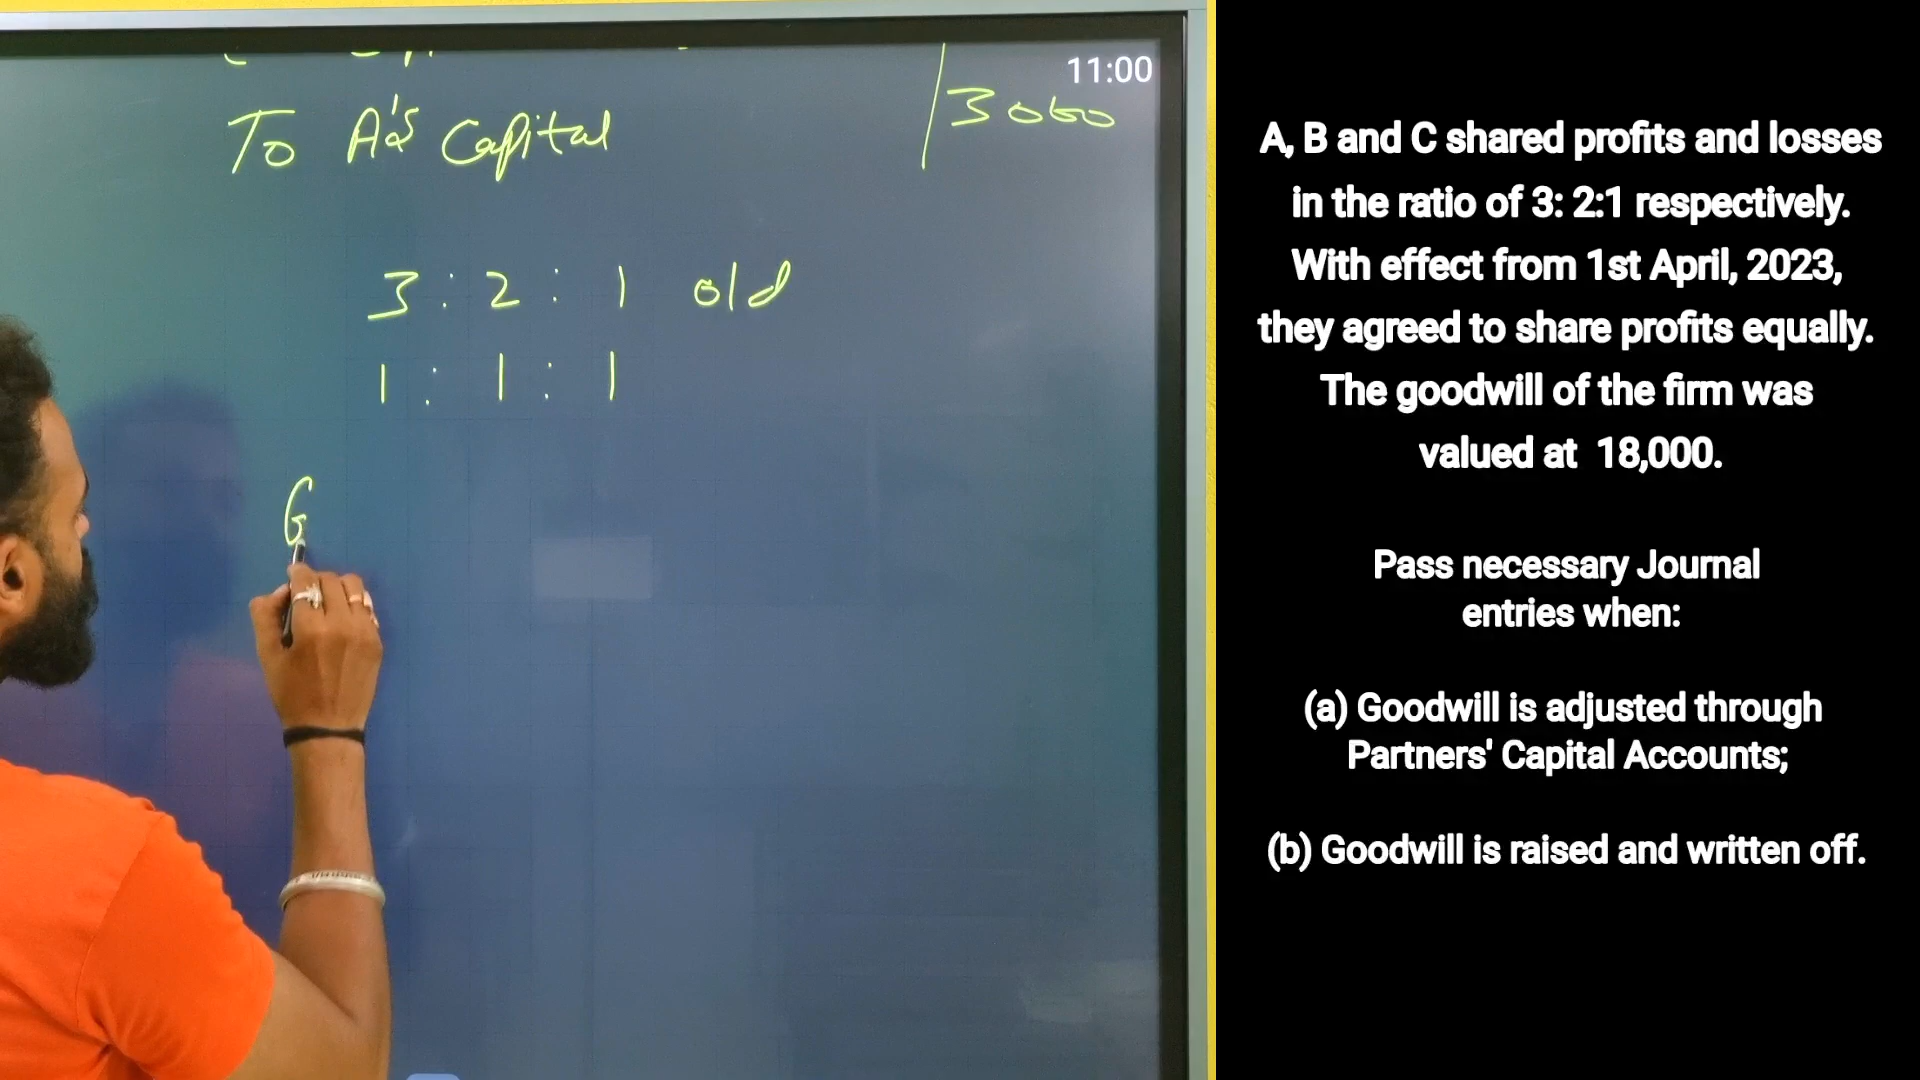 11:00
To A's Capital 3000
3 : 2 : 1 old
1 : 1 : 1
G
A, B and C shared profits and losses
in the ratio of 3: 2:1 respectively.
With effect from 1st April, 2023,
they agreed to share profits equally.
The goodwill of the firm was
valued at 18,000.
Pass necessary Journal
entries when:
(a) Goodwill is adjusted through
Partners' Capital Accounts;
(b) Goodwill is raised and written off.